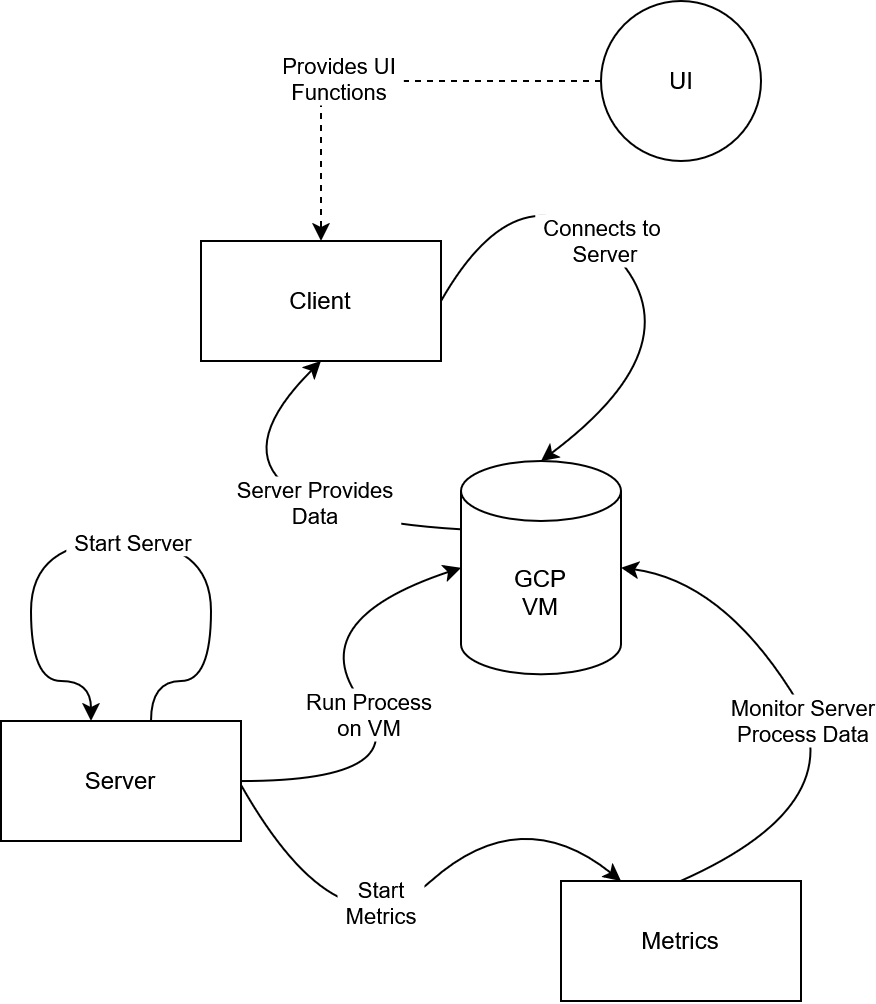 Provides UI
Functions
UI
Connects to
Server
Client
Server Provides
Data
Start Server
GCP
VM
Run Process
on VM
Monitor Server
Process Data
Server
Start
Metrics
Metrics